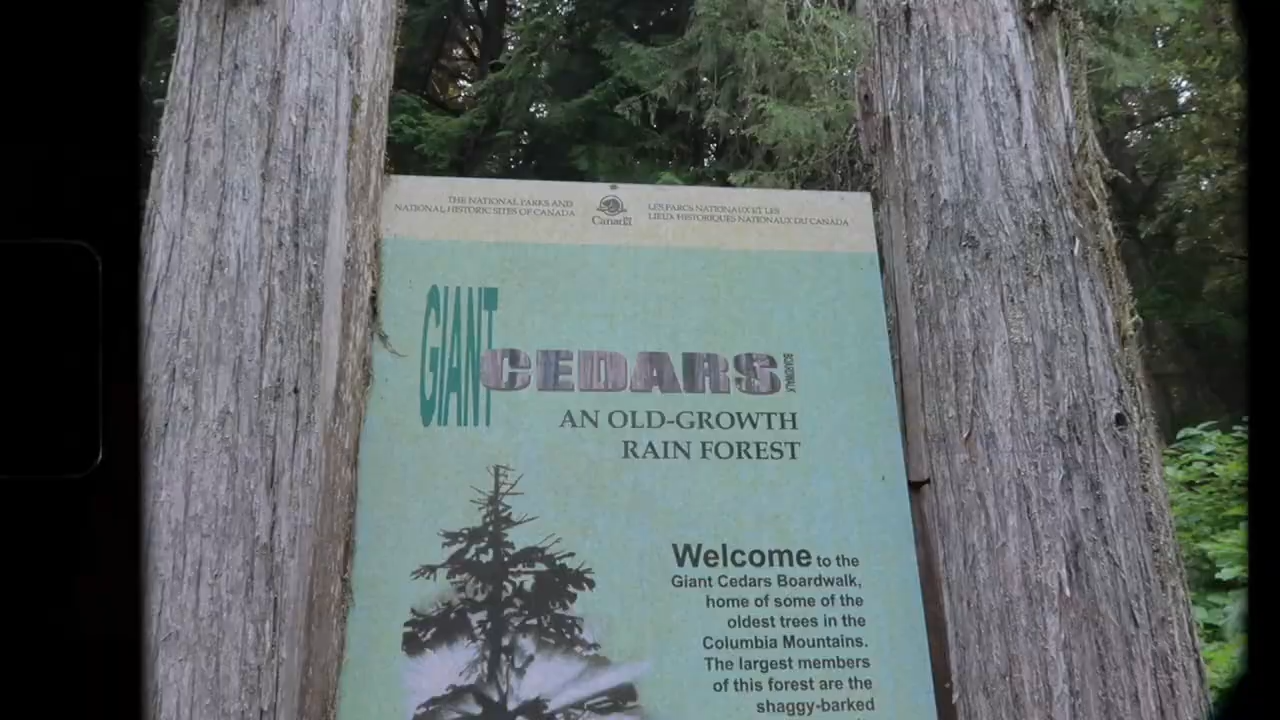 THE NATIONAL PARKS AND
NATIONAL HISTORIC SITES OF CANADA
Canada
LES PARCS NATIONAUX ET LES
LIEUX HISTORIQUES NATIONAUX DU CANADA
GIANT
CEDARS
BOARDWALK
AN OLD-GROWTH
RAIN FOREST
Welcome to the
Giant Cedars Boardwalk,
home of some of the
oldest trees in the
Columbia Mountains.
The largest members
of this forest are the
shaggy-barked